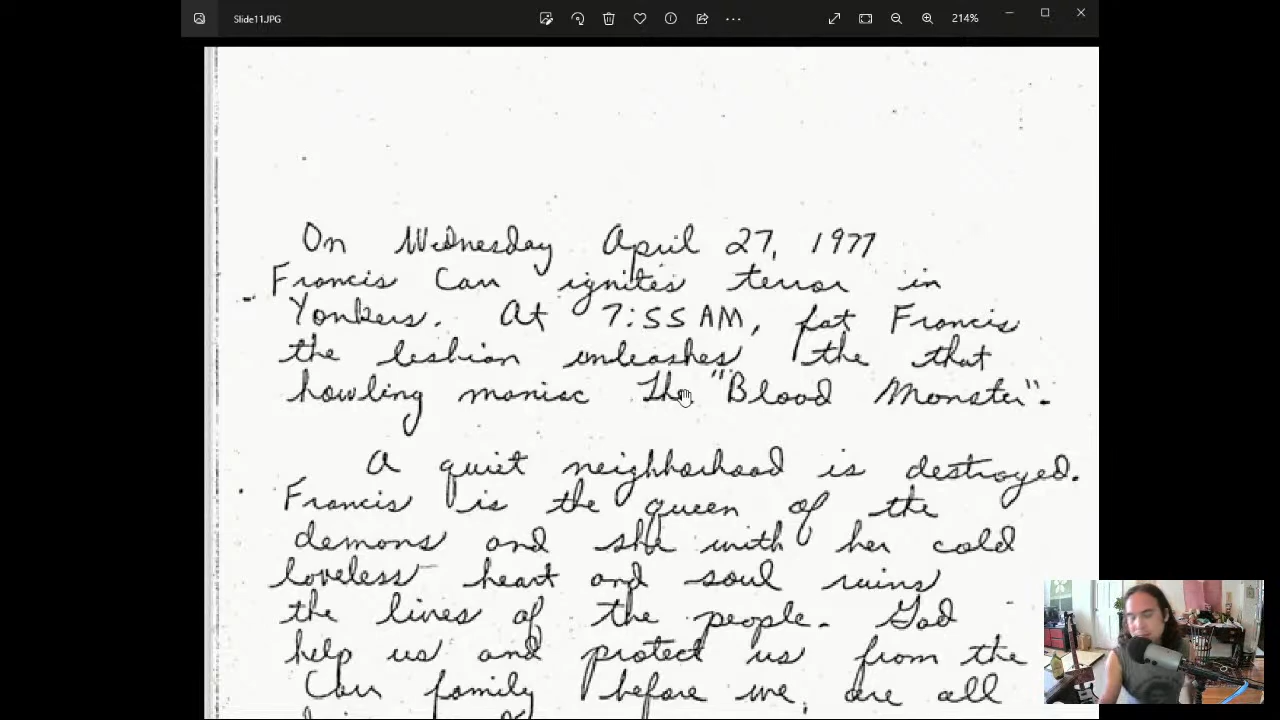 Slide11.JPG
214%
On Wednesday April 27, 1977
Francis Carr ignites terror in
Yonkers. At 7:55 AM, fat Francis
the lesbian unleashes the that
howling maniac The "Blood Monster".
A quiet neighborhood is destroyed.
Francis is the queen of the
demons and she with her cold
loveless heart and soul ruins
the lives of the people. God
help us and protect us from the
Carr family before we, are all